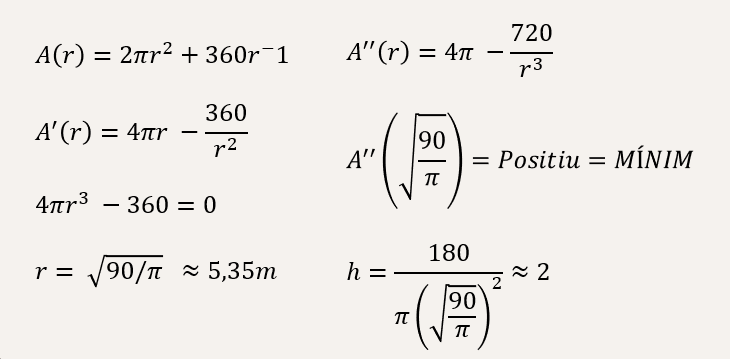 A(r) = 2πr² + 360r⁻1
A′(r) = 4πr − 360/r²
4πr³ − 360 = 0
r = √90/π ≈ 5,35m
A′′(r) = 4π − 720/r³
A′′(√(90/π)) = Positiu = MÍNIM
h = 180/π(√(90/π))² ≈ 2